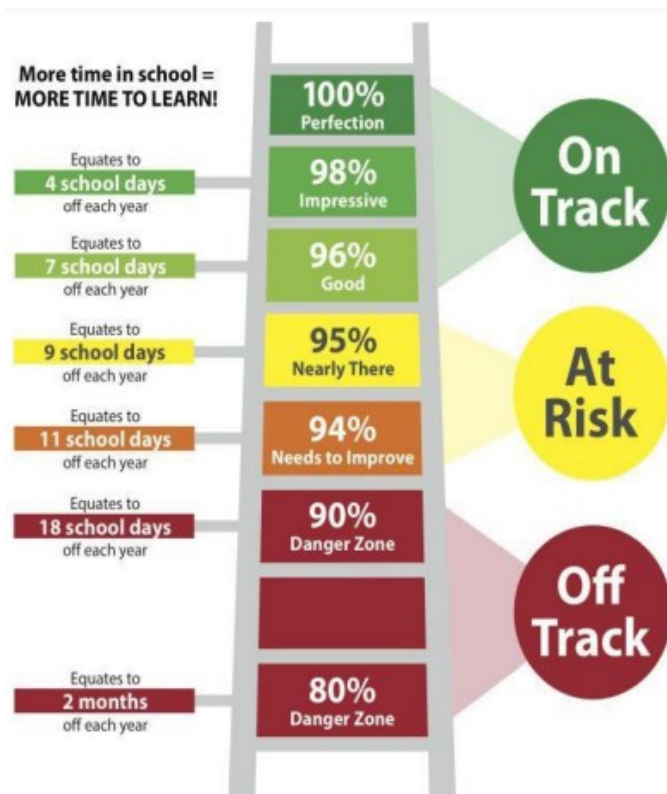 More time in school =
MORE TIME TO LEARN!
100%
Perfection
Equates to
4 school days
off each year
98%
Impressive
Equates to
7 school days
off each year
96%
Good
On
Track
Equates to
9 school days
off each year
95%
Nearly There
Equates to
11 school days
off each year
94%
Needs to Improve
At
Risk
Equates to
18 school days
off each year
90%
Danger Zone
Equates to
2 months
off each year
80%
Danger Zone
Off
Track